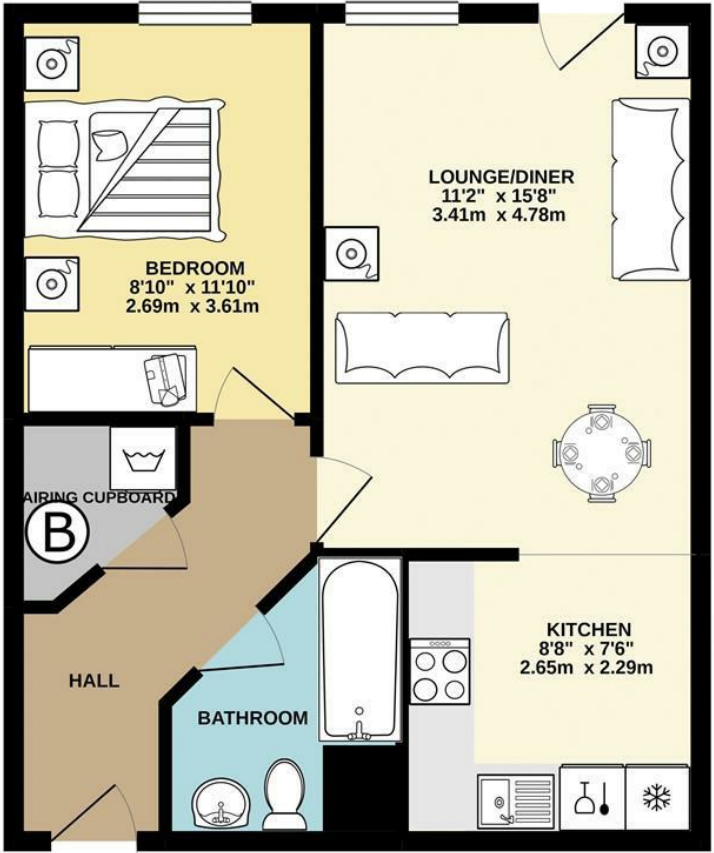 LOUNGE/DINER
11'2" x 15'8"
3.41m x 4.78m
BEDROOM
8'10" x 11'10"
2.69m x 3.61m
AIRING CUPBOARD
B
KITCHEN
8'8" x 7'6"
2.65m x 2.29m
HALL
BATHROOM